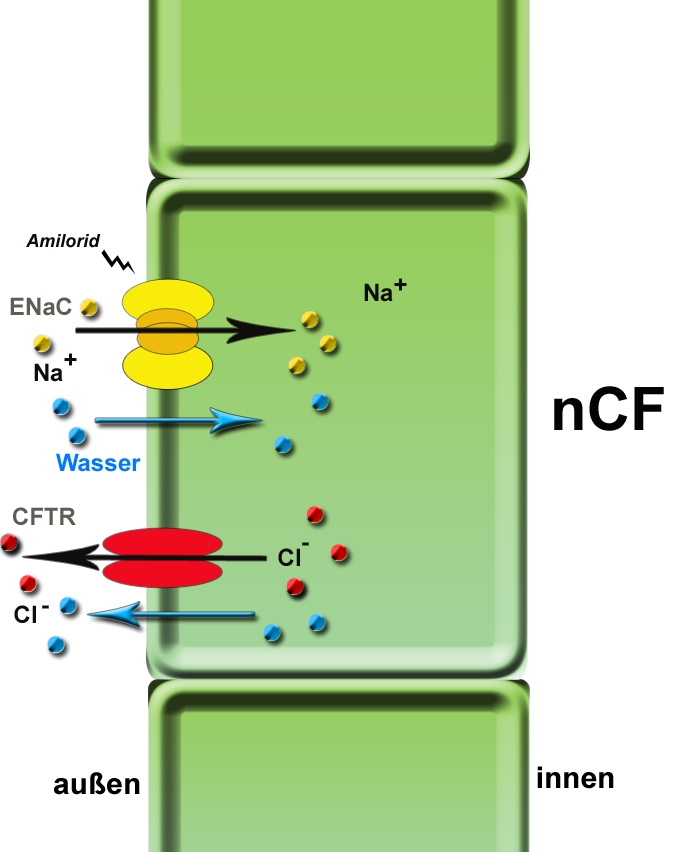 Amilorid
ENaC
Na+
Na+
nCF
Wasser
CFTR
Cl-
Cl-
außen
innen